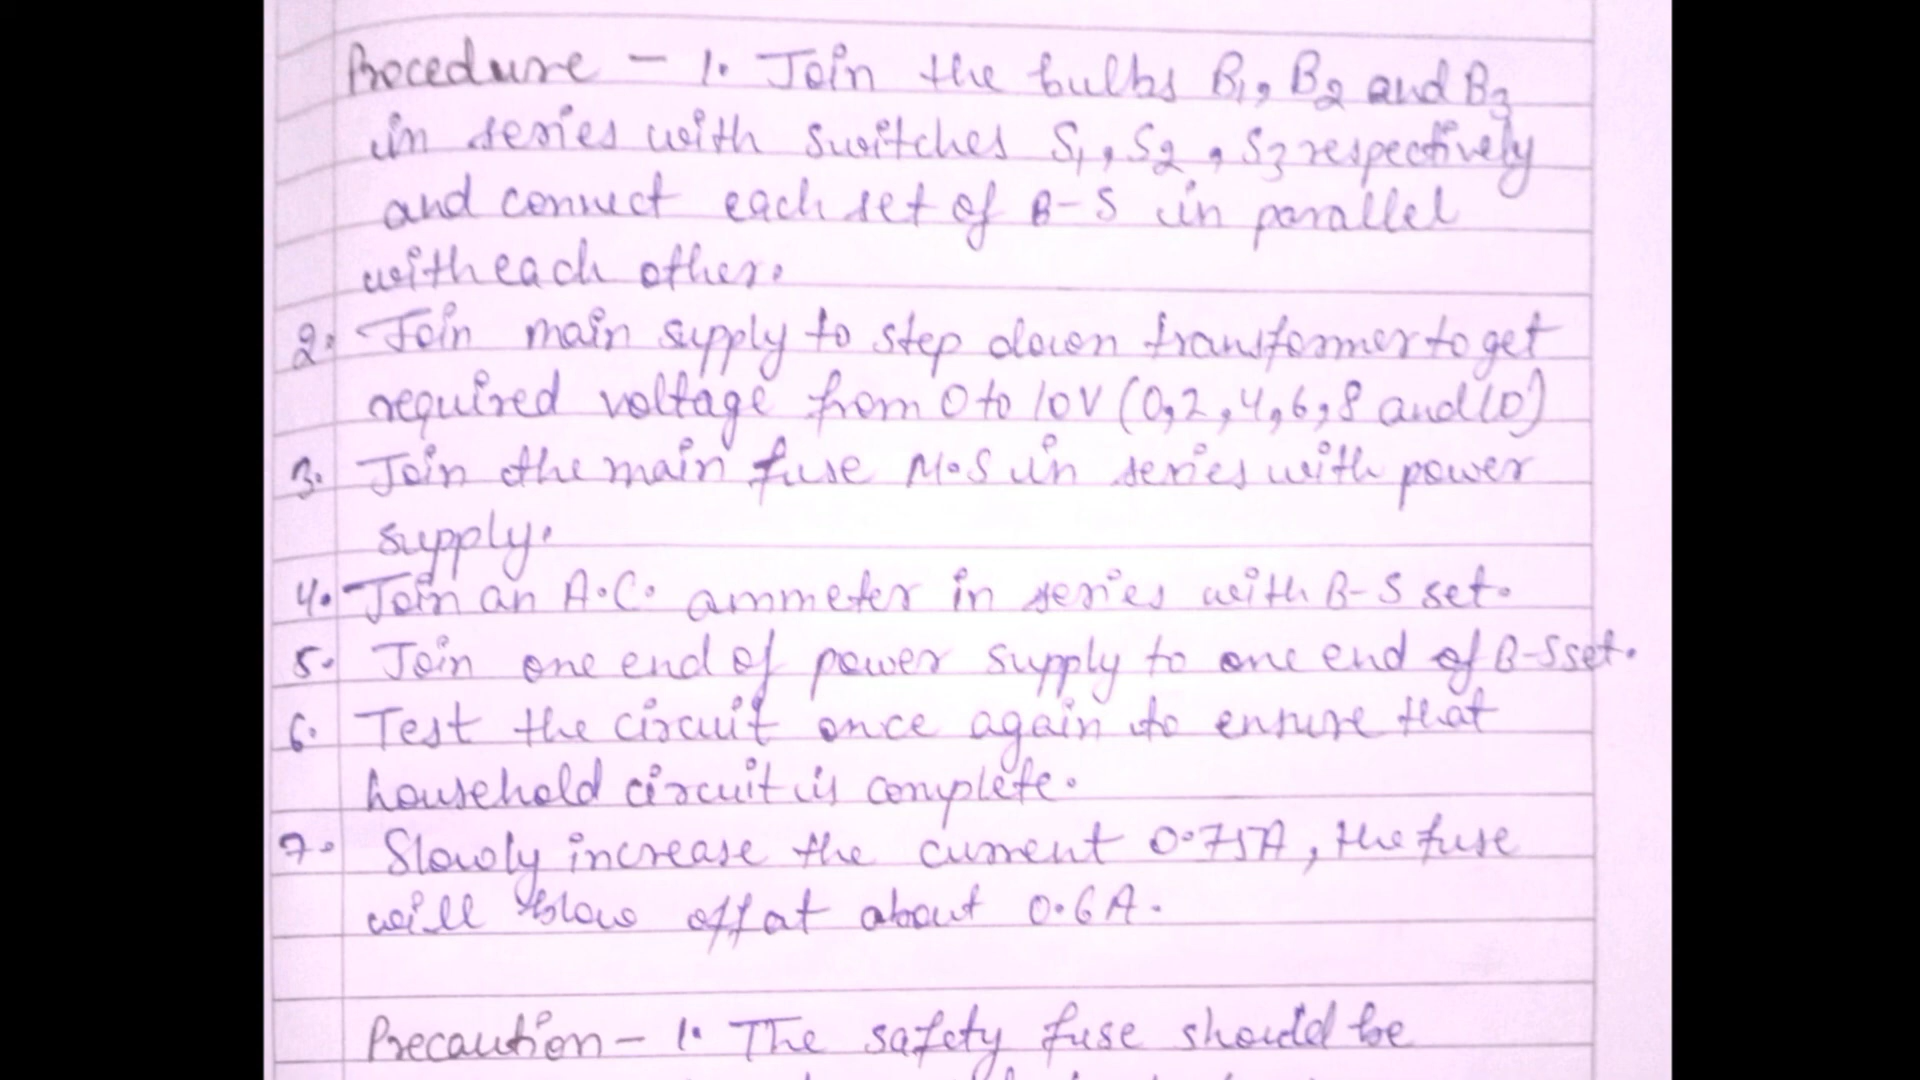 Procedure - 1. Join the bulbs B1, B2 and B3
in series with switches S1, S2, S3 respectively
and connect each set of B-S in parallel
with each other.
2. Join main supply to step down transformer to get
required voltage from 0 to 10V (0,2,4,6,8 and 10)
3. Join the main fuse M.S in series with power
supply.
4. Join an A.C. ammeter in series with B-S set.
5. Join one end of power supply to one end of B-S set.
6. Test the circuit once again to ensure that
household circuit is complete.
7. Slowly increase the current 0.75A, the fuse
will blow off at about 0.6A.
Precaution - 1. The safety fuse should be